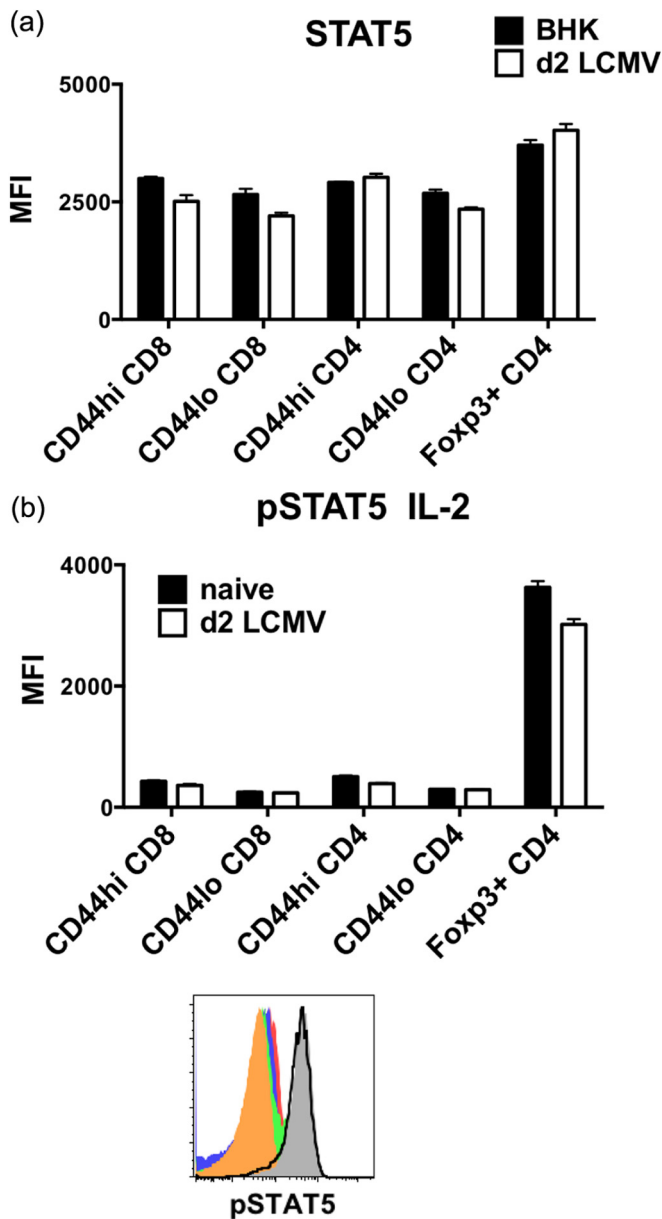 (a)
STAT5
BHK
d2 LCMV
5000
2500
0
MFI
CD44hi CD8
CD44lo CD8
CD44hi CD4
CD44lo CD4
Foxp3+ CD4
(b)
pSTAT5 IL-2
naive
d2 LCMV
4000
2000
0
MFI
CD44hi CD8
CD44lo CD8
CD44hi CD4
CD44lo CD4
Foxp3+ CD4
pSTAT5